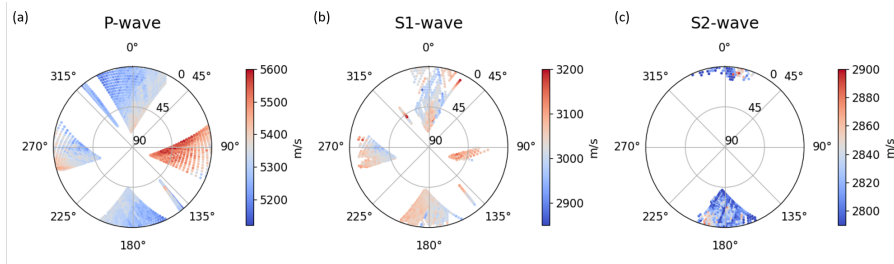 (a) P-wave
0°
315° 0 45°
45
270° 90 90°
225° 135°
180°
5600
5500
5400
5300
5200
m/s
(b) S1-wave
0°
315° 0 45°
45
270° 90 90°
225° 135°
180°
3200
3100
3000
2900
m/s
(c) S2-wave
0°
315° 0 45°
45
270° 90 90°
225° 135°
180°
2900
2880
2860
2840
2820
2800
m/s